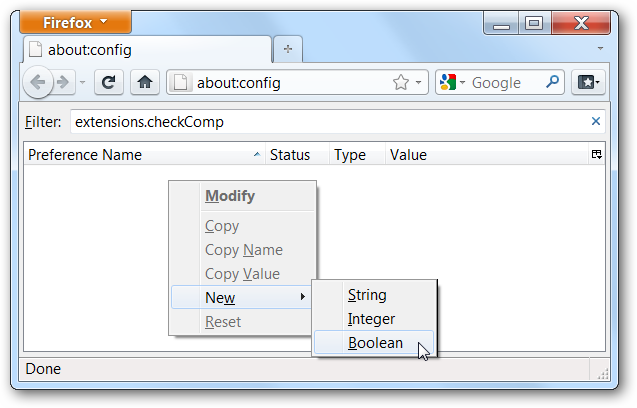 Firefox
about:config
about:config Google
Filter: extensions.checkComp
Preference Name Status Type Value
Modify
Copy
Copy Name
Copy Value
New
Reset
String
Integer
Boolean
Done